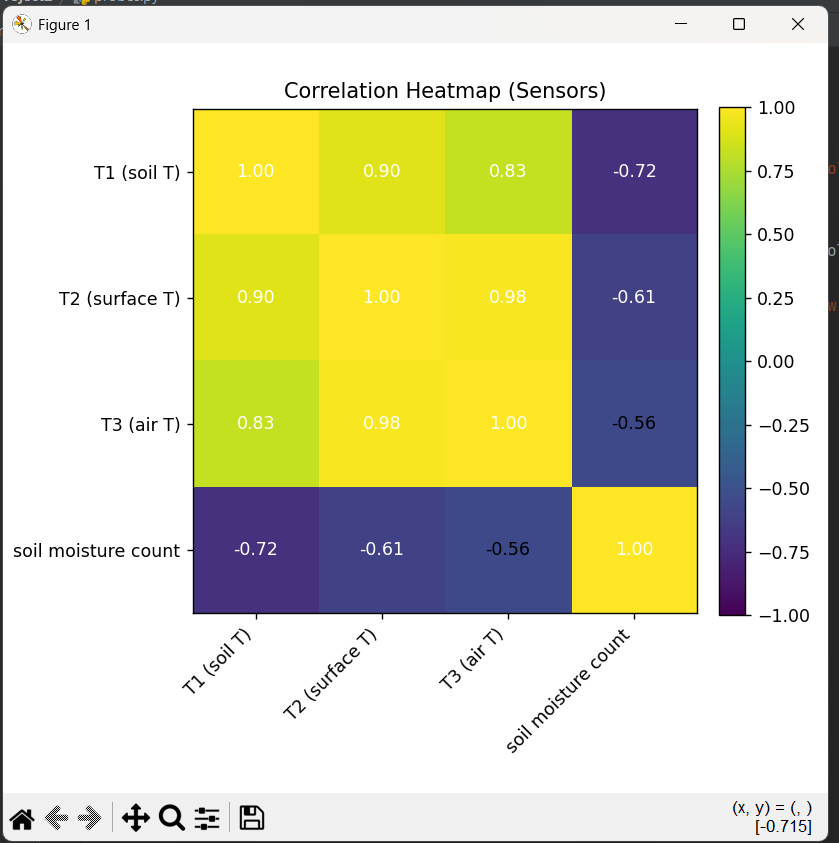 Figure 1
Correlation Heatmap (Sensors)
T1 (soil T) 1.00 0.90 0.83 -0.72
T2 (surface T) 0.90 1.00 0.98 -0.61
T3 (air T) 0.83 0.98 1.00 -0.56
soil moisture count -0.72 -0.61 -0.56 1.00
T1 (soil T)
T2 (surface T)
T3 (air T)
soil moisture count
1.00
0.75
0.50
0.25
0.00
−0.25
−0.50
−0.75
−1.00
(x, y) = (, )
[-0.715]